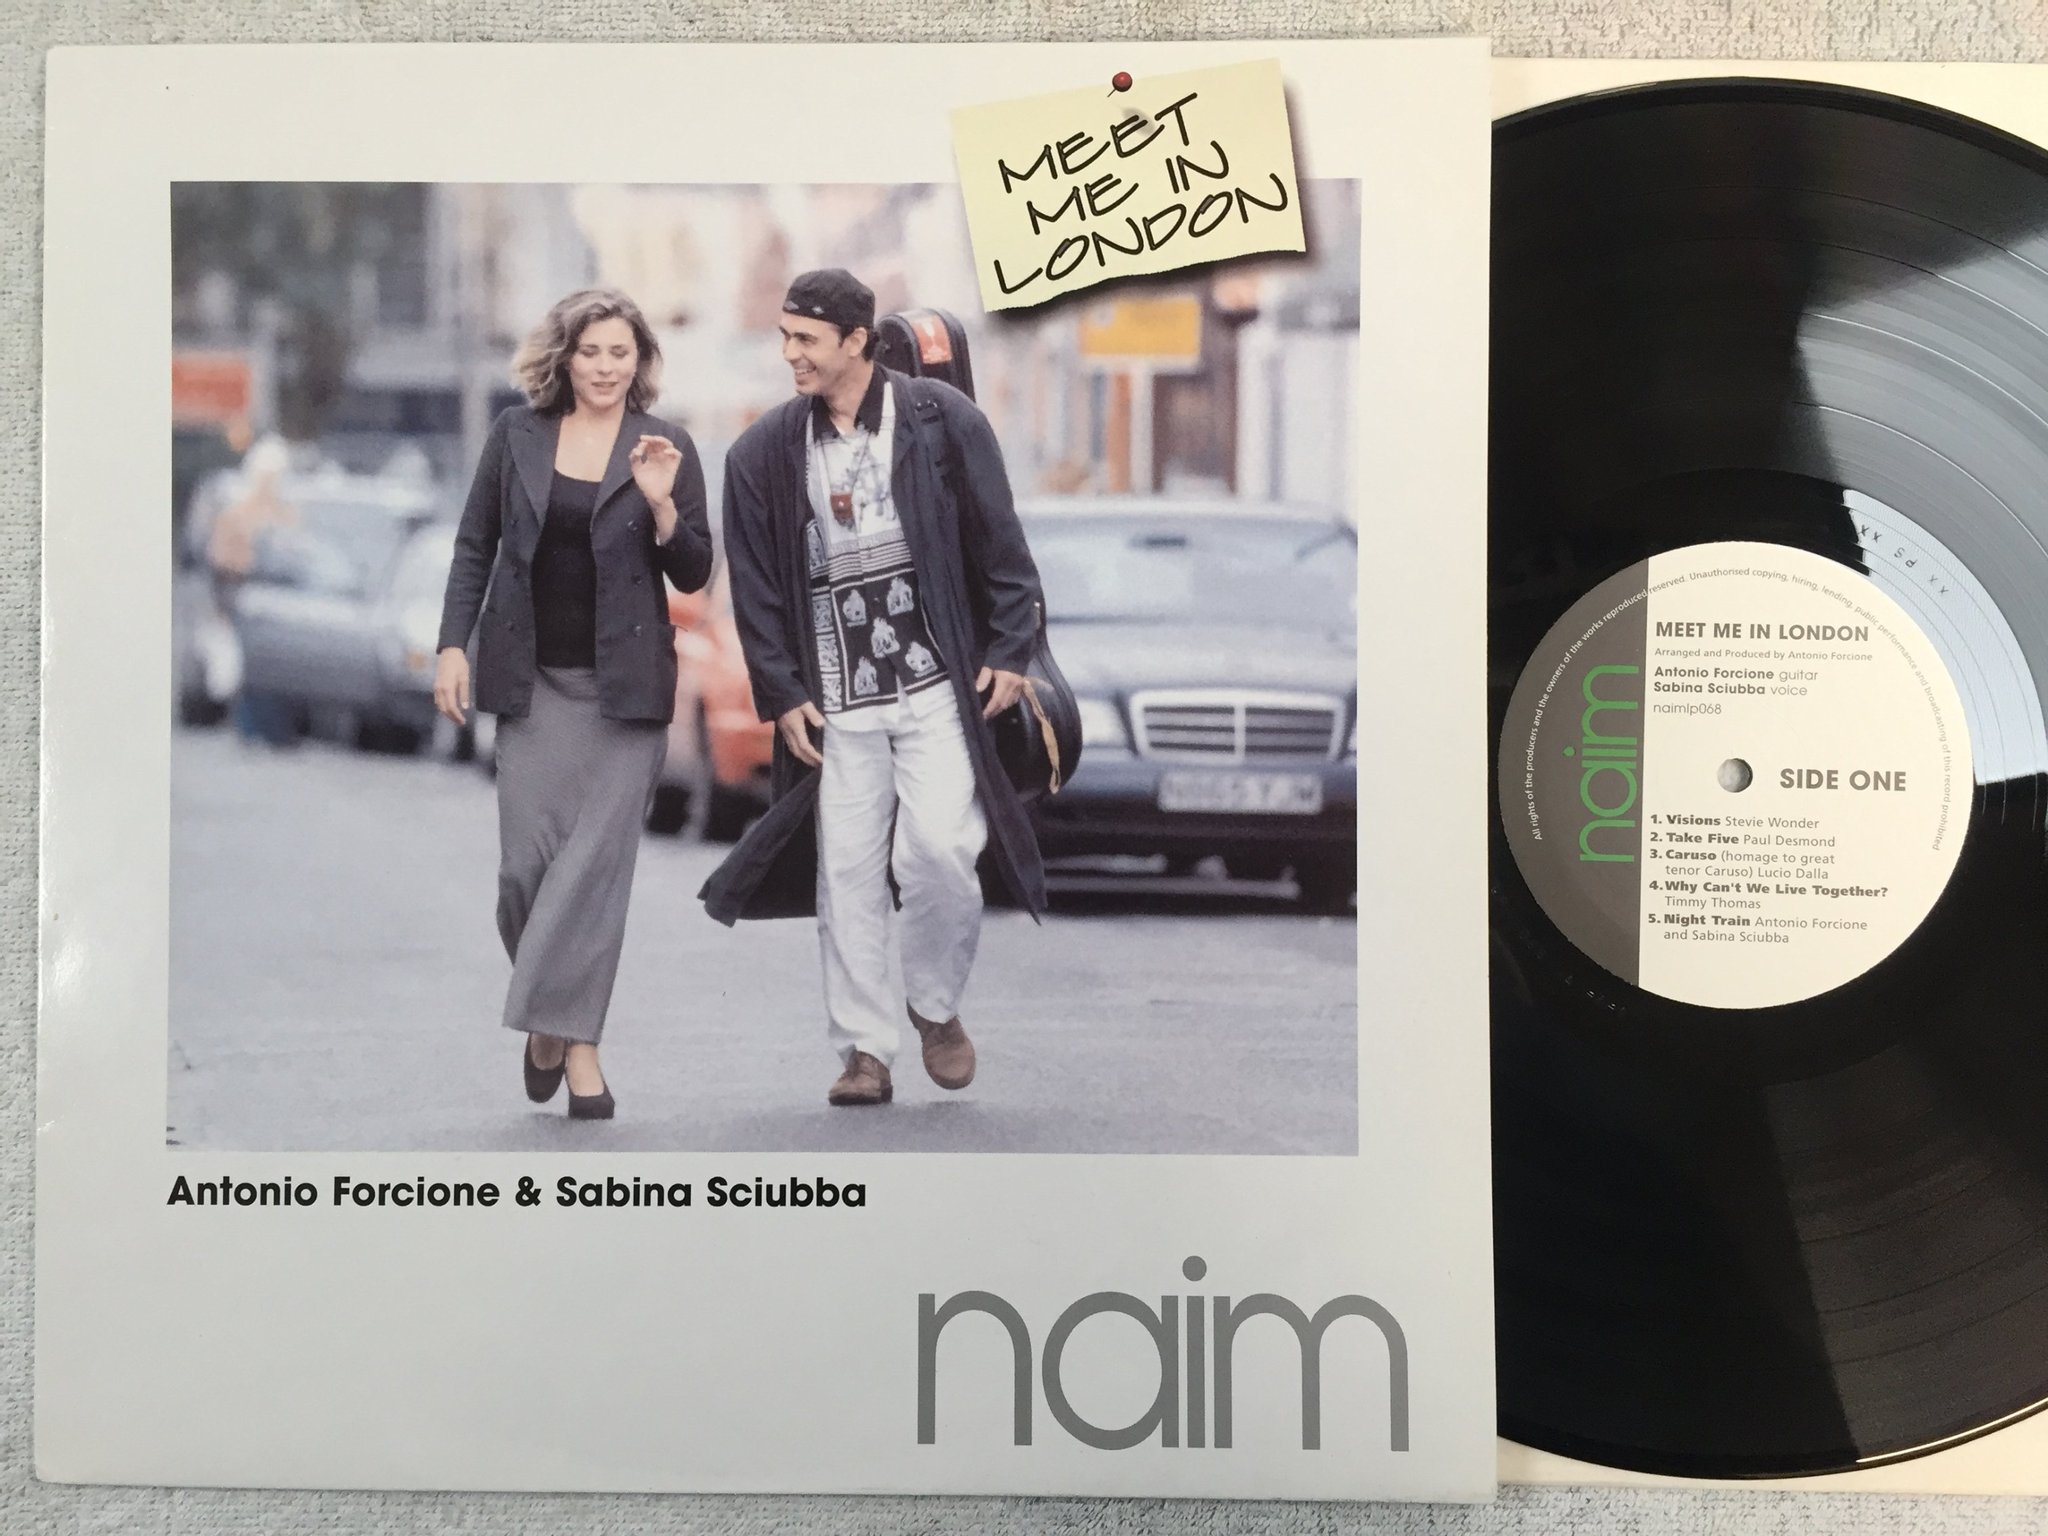 MEET
ME IN
LONDON
Antonio Forcione & Sabina Sciubba
naim
All rights of the producers and the owners of the works reproduced reserved. Unauthorised copying, hiring, lending, public performance and broadcasting of this record prohibited
naim
MEET ME IN LONDON
Arranged and Produced by Antonio Forcione
Antonio Forcione guitar
Sabina Sciubba voice
naimlp068
SIDE ONE
1. Visions Stevie Wonder
2. Take Five Paul Desmond
3. Caruso (homage to great
tenor Caruso) Lucio Dalla
4. Why Can't We Live Together?
Timmy Thomas
5. Night Train Antonio Forcione
and Sabina Sciubba